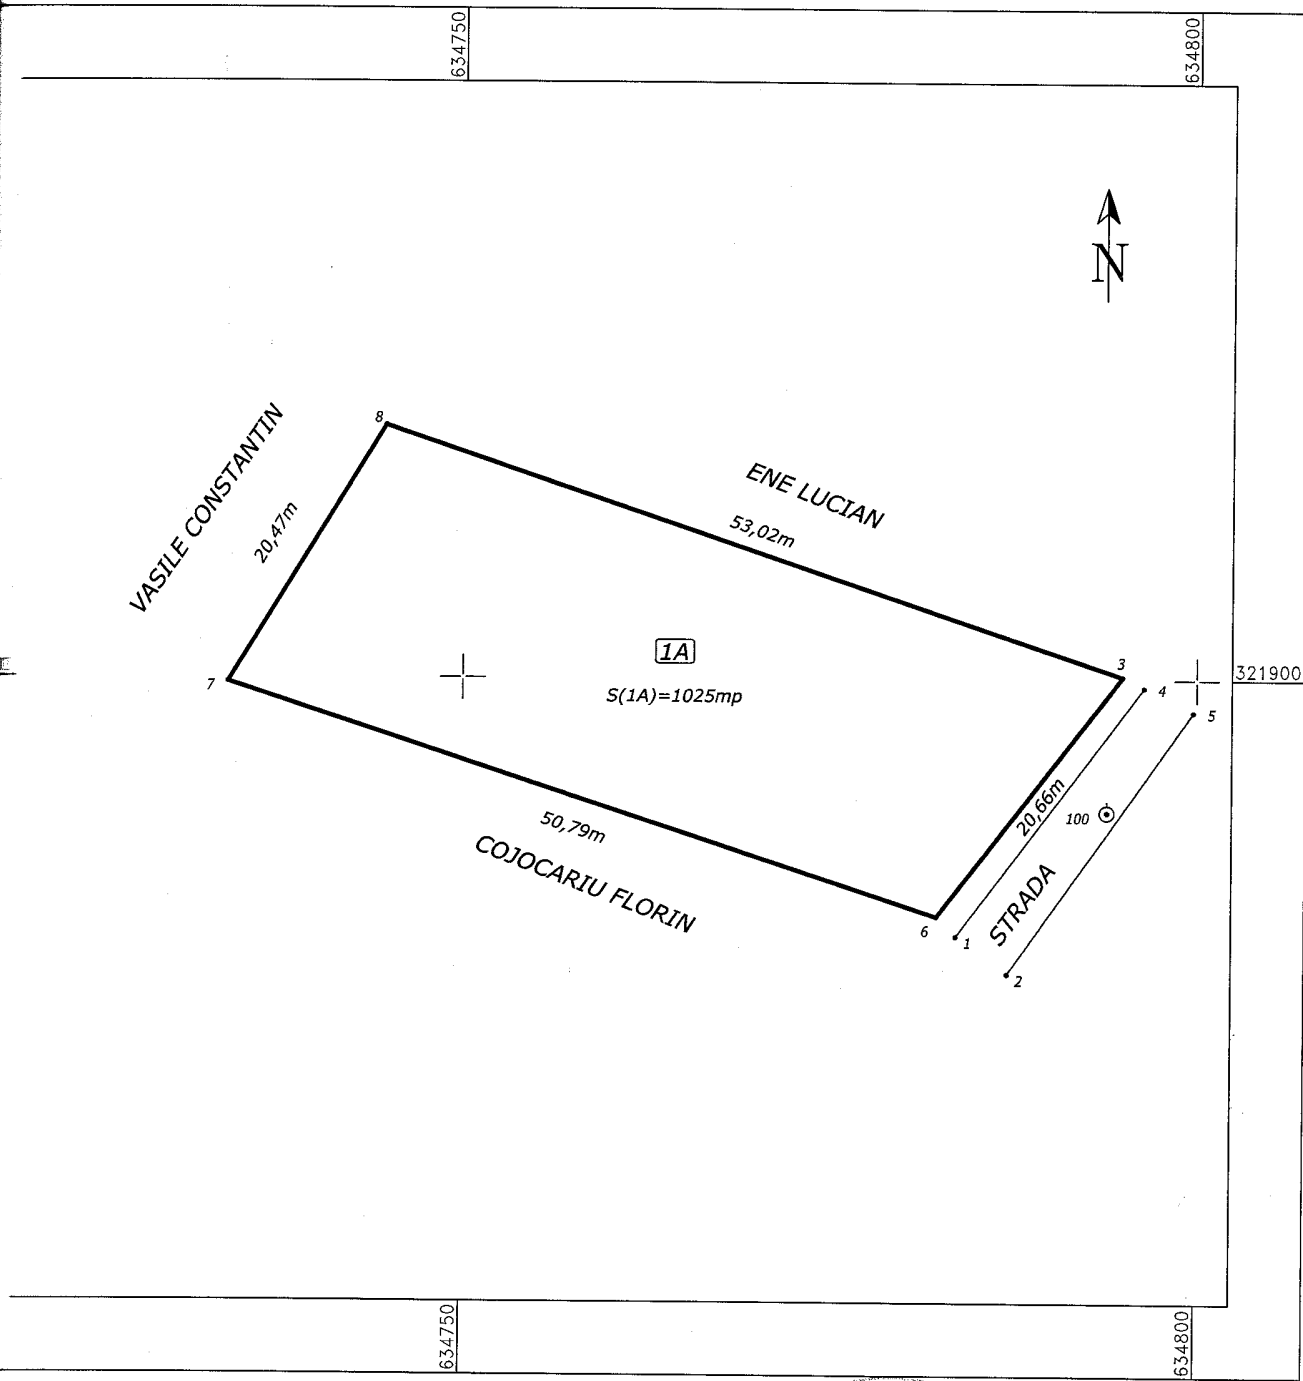 634750
634800
N
8
VASILE CONSTANTIN
20,47m
ENE LUCIAN
53,02m
1A
S(1A)=1025mp
3
321900
4
5
7
20,66m
100
50,79m
COJOCARIU FLORIN
STRADA
6
1
2
634750
634800